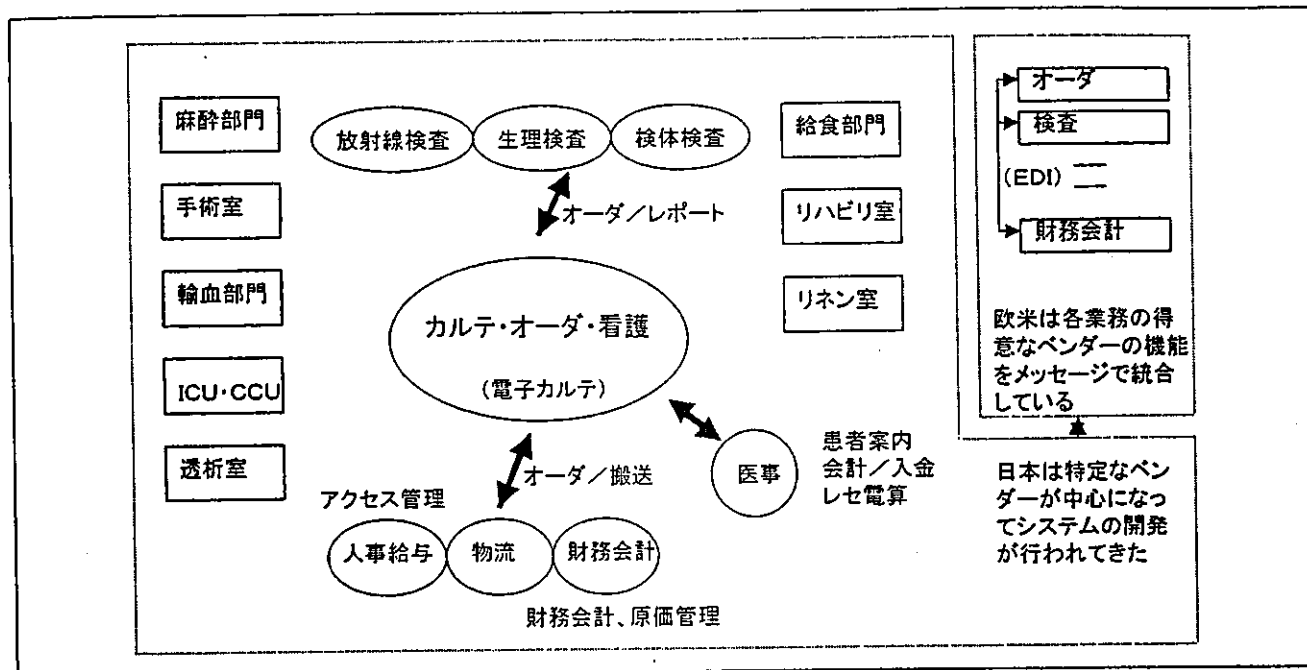 麻酔部門
手術室
輸血部門
ICU・CCU
透析室
放射線検査
生理検査
検体検査
オーダ／レポート
給食部門
リハビリ室
リネン室
カルテ・オーダ・看護
(電子カルテ)
オーダ／搬送
アクセス管理
人事給与
物流
財務会計
財務会計、原価管理
医事
患者案内
会計／入金
レセ電算
オーダ
検査
(EDI)
財務会計
欧米は各業務の得
意なベンダーの機能
をメッセージで統合
している
日本は特定なベン
ダーが中心になっ
てシステムの開発
が行われてきた